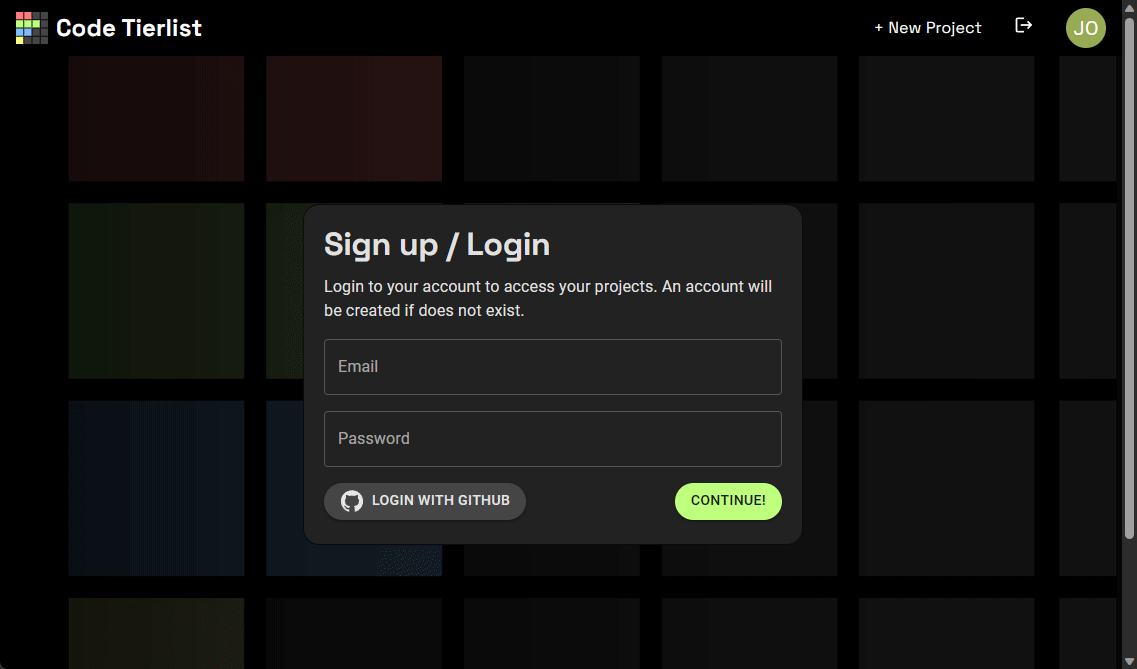 Code Tierlist
+ New Project
JO
Sign up / Login
Login to your account to access your projects. An account will
be created if does not exist.
Email
Password
LOGIN WITH GITHUB
CONTINUE!